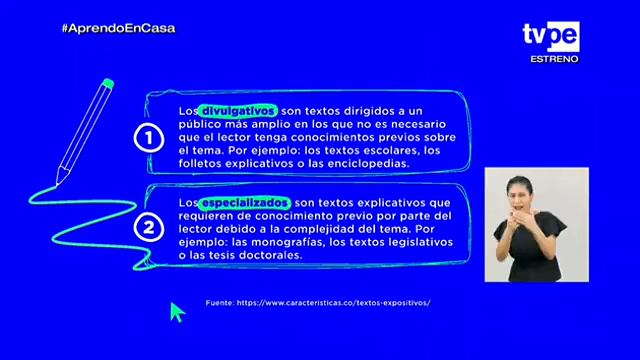 #AprendoEnCasa
tvpe
ESTRENO
1
Los divulgativos son textos dirigidos a un
público más amplio en los que no es necesario
que el lector tenga conocimientos previos sobre
el tema. Por ejemplo: los textos escolares, los
folletos explicativos o las enciclopedias.
2
Los especializados son textos explicativos que
requieren de conocimiento previo por parte del
lector debido a la complejidad del tema. Por
ejemplo: las monografías, los textos legislativos
o las tesis doctorales.
Fuente: https://www.caracteristicas.co/textos-expositivos/